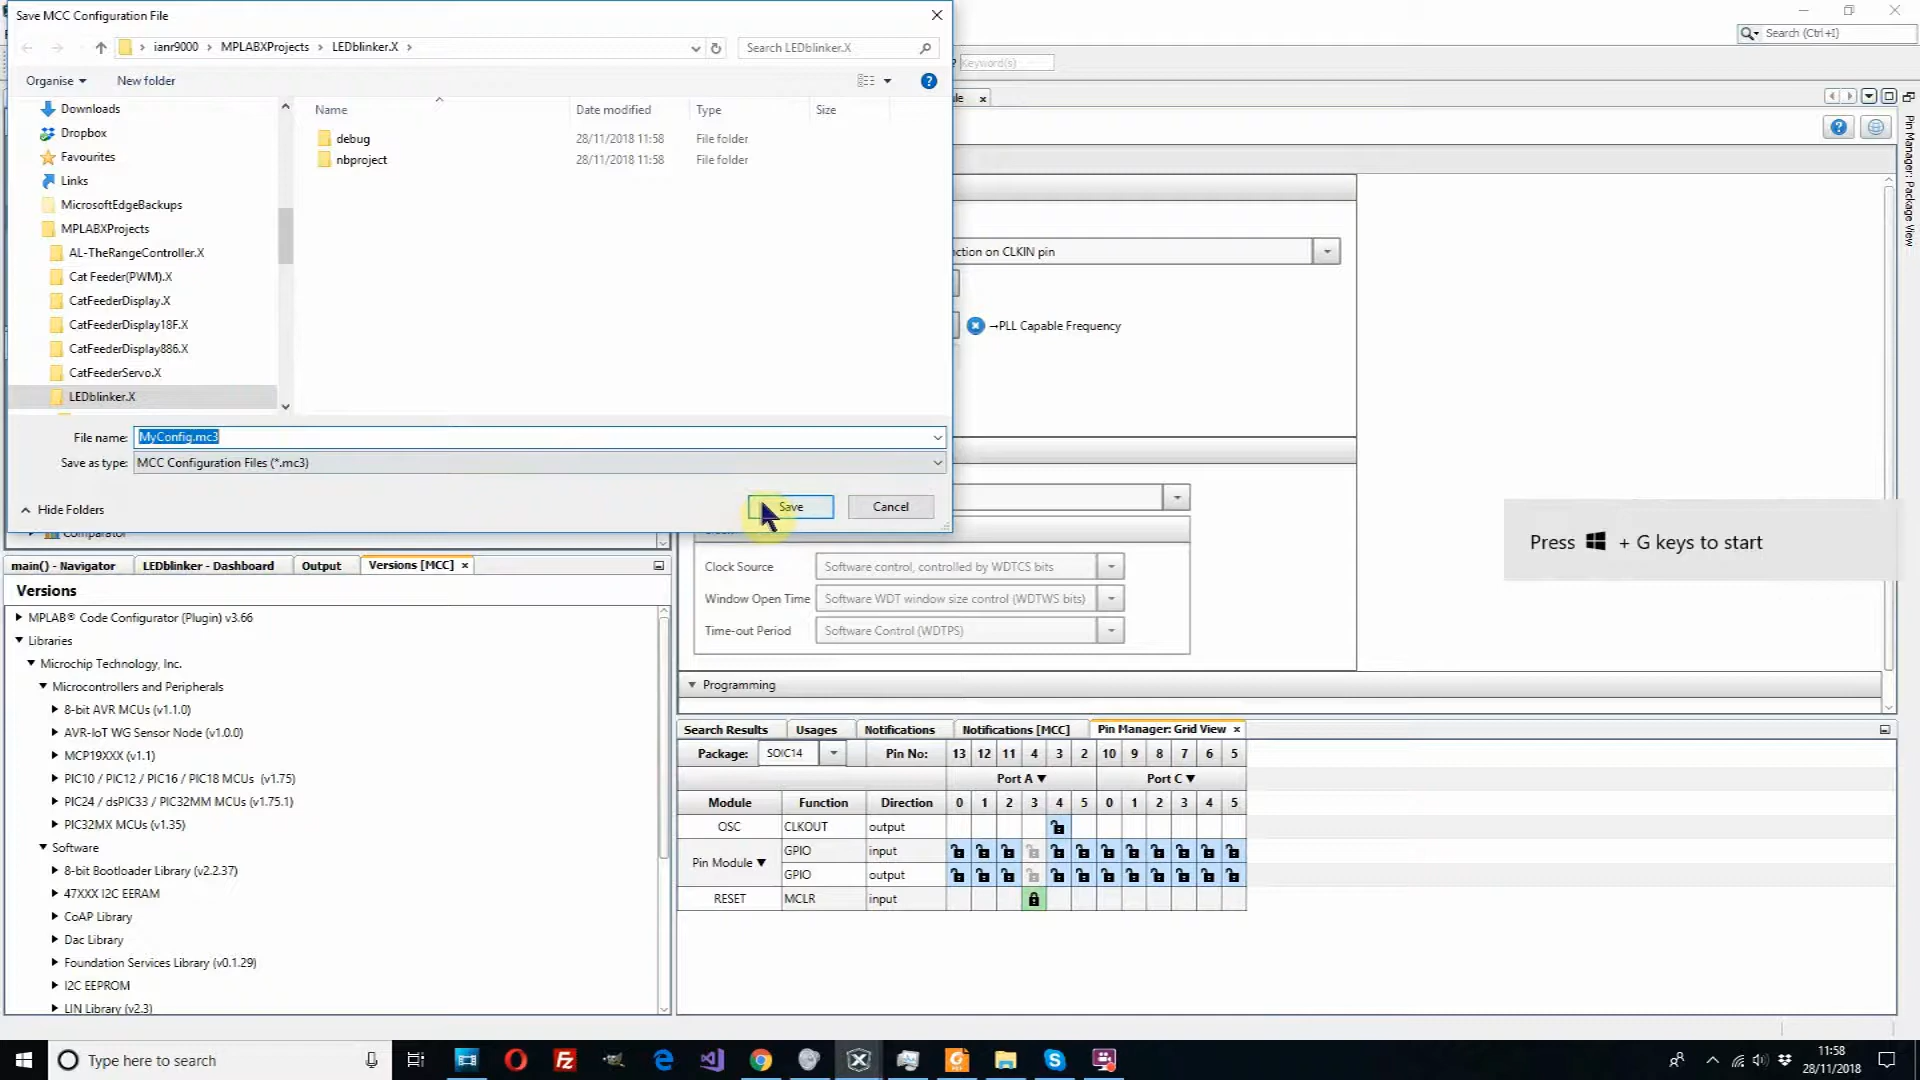 Save MCC Configuration File
ianr9000 > MPLABXProjects > LEDblinker.X >
Search LEDblinker.X
Search (Ctrl+I)
Keyword(s)
Organise
New folder
Downloads
Dropbox
Favourites
Links
MicrosoftEdgeBackups
MPLABXProjects
AL-TheRangeController.X
Cat Feeder(PWM).X
CatFeederDisplay.X
CatFeederDisplay18F.X
CatFeederDisplay886.X
CatFeederServo.X
LEDblinker.X
Name Date modified Type Size
debug 28/11/2018 11:58 File folder
nbproject 28/11/2018 11:58 File folder
File name: MyConfig.mc3
Save as type: MCC Configuration Files (*.mc3)
Hide Folders
Save
Cancel
Comparator
Pin Manager: Package View
nction on CLKIN pin
→PLL Capable Frequency
Clock Source Software control, controlled by WDTCS bits
Window Open Time Software WDT window size control (WDTWS bits)
Time-out Period Software Control (WDTPS)
Programming
Press + G keys to start
main() - Navigator LEDblinker - Dashboard Output Versions [MCC] ×
Versions
MPLAB® Code Configurator (Plugin) v3.66
Libraries
Microchip Technology, Inc.
Microcontrollers and Peripherals
8-bit AVR MCUs (v1.1.0)
AVR-IoT WG Sensor Node (v1.0.0)
MCP19XXX (v1.1)
PIC10 / PIC12 / PIC16 / PIC18 MCUs (v1.75)
PIC24 / dsPIC33 / PIC32MM MCUs (v1.75.1)
PIC32MX MCUs (v1.35)
Software
8-bit Bootloader Library (v2.2.37)
47XXX I2C EERAM
CoAP Library
Dac Library
Foundation Services Library (v0.1.29)
I2C EEPROM
LIN Library (v2.3)
Search Results Usages Notifications Notifications [MCC] Pin Manager: Grid View ×
Package: SOIC14 Pin No: 13 12 11 4 3 2 10 9 8 7 6 5
Port A ▼ Port C ▼
Module Function Direction 0 1 2 3 4 5 0 1 2 3 4 5
OSC CLKOUT output
Pin Module ▼
GPIO input
GPIO output
RESET MCLR input
Type here to search
11:58
28/11/2018